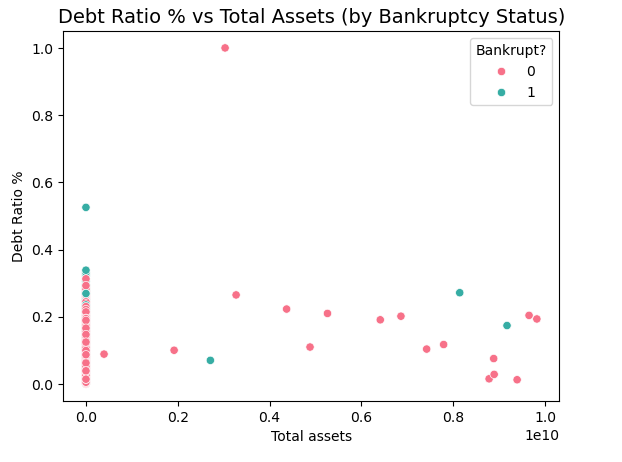 Debt Ratio % vs Total Assets (by Bankruptcy Status)
Bankrupt?
0
1
1.0
0.8
0.6
0.4
0.2
0.0
Debt Ratio %
0.0 0.2 0.4 0.6 0.8 1.0
1e10
Total assets